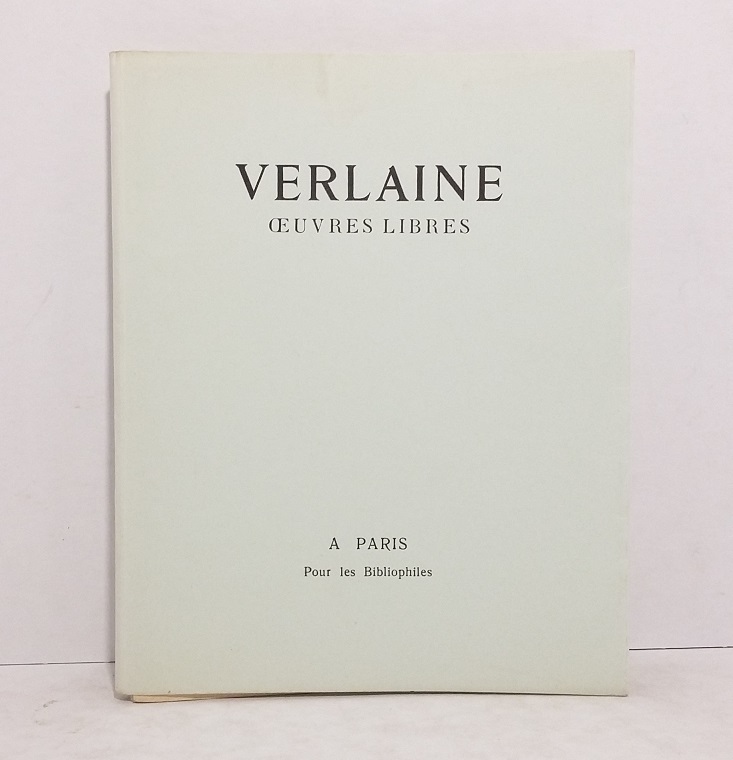 VERLAINE
ŒUVRES LIBRES
A PARIS
Pour les Bibliophiles